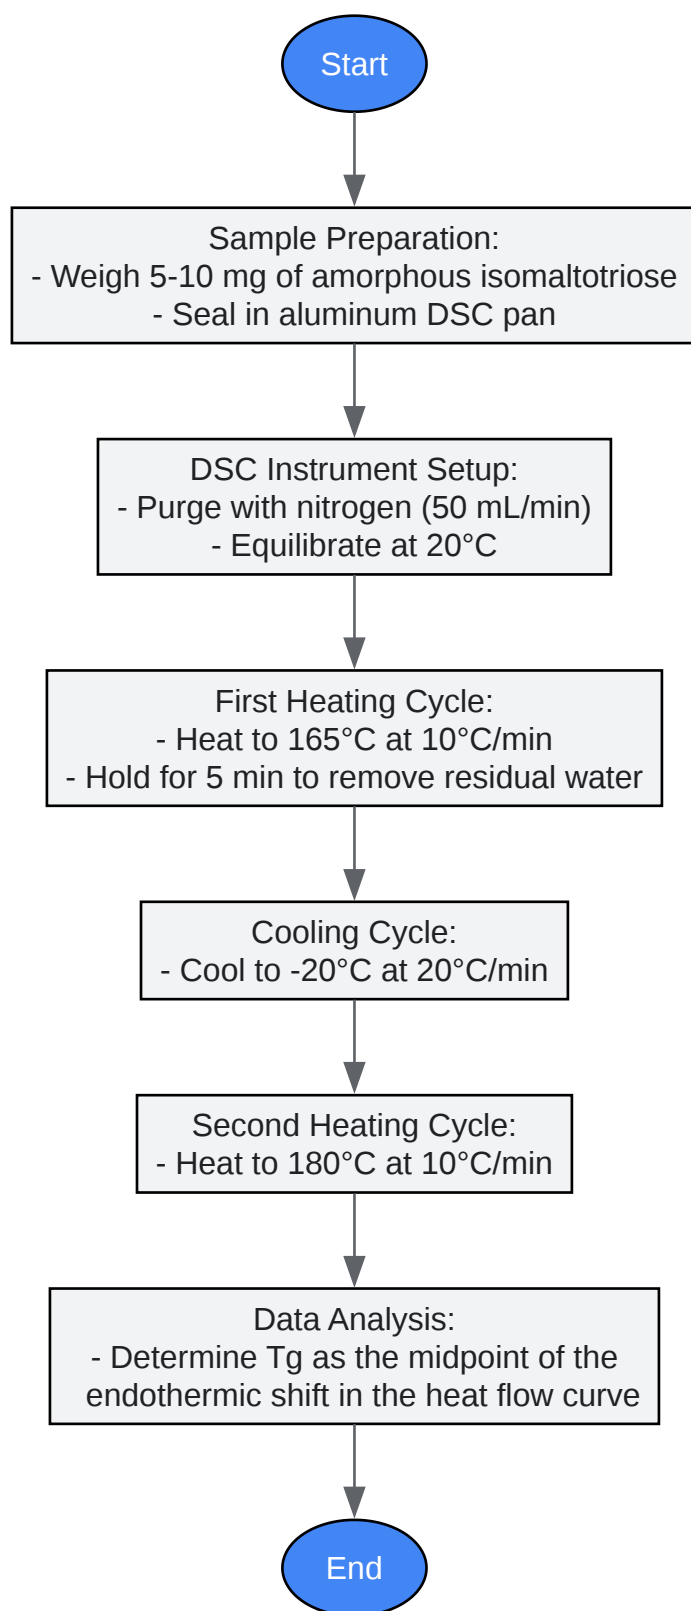 Start
Sample Preparation:
- Weigh 5-10 mg of amorphous isomaltotriose
- Seal in aluminum DSC pan
DSC Instrument Setup:
- Purge with nitrogen (50 mL/min)
- Equilibrate at 20°C
First Heating Cycle:
- Heat to 165°C at 10°C/min
- Hold for 5 min to remove residual water
Cooling Cycle:
- Cool to -20°C at 20°C/min
Second Heating Cycle:
- Heat to 180°C at 10°C/min
Data Analysis:
- Determine Tg as the midpoint of the
endothermic shift in the heat flow curve
End